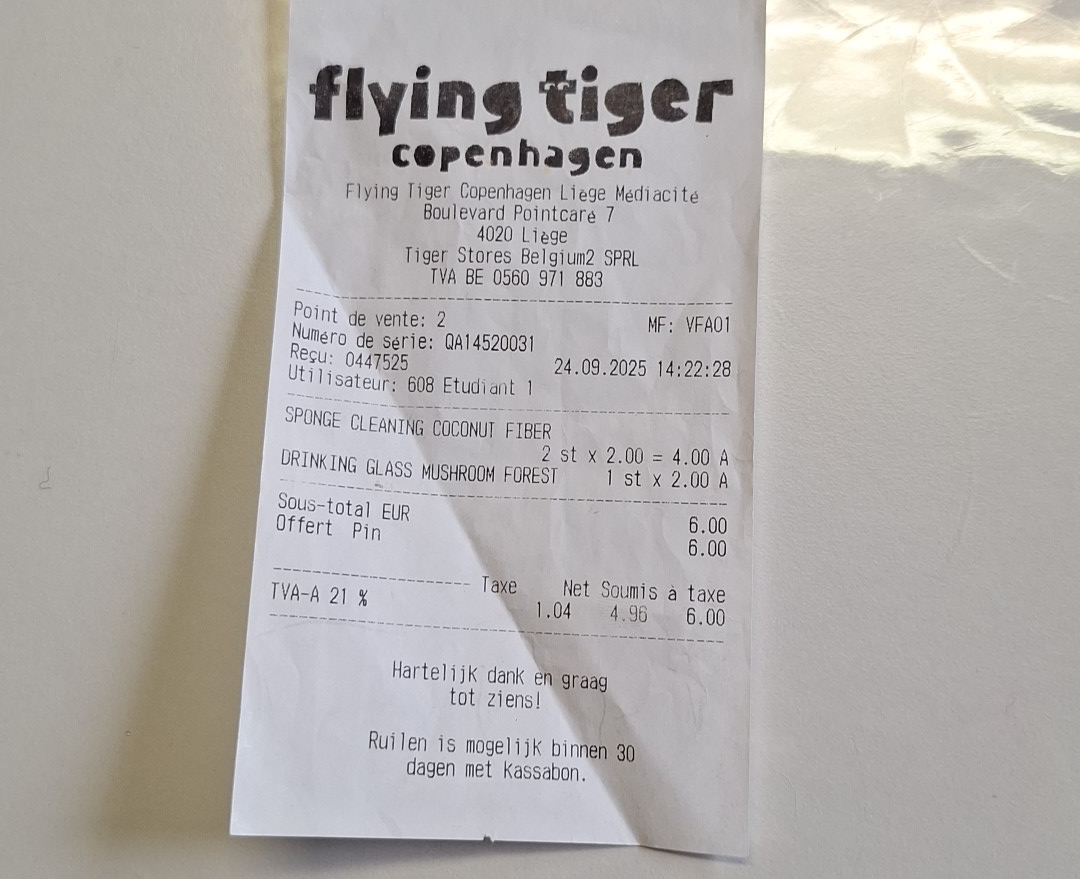 flying tiger
copenhagen
Flying Tiger Copenhagen Liège Médiacité
Boulevard Pointcaré 7
4020 Liège
Tiger Stores Belgium2 SPRL
TVA BE 0560 971 883
Point de vente: 2 MF: VFA01
Numéro de série: QA14520031
Reçu: 0447525 24.09.2025 14:22:28
Utilisateur: 608 Etudiant 1
SPONGE CLEANING COCONUT FIBER
2 st x 2.00 = 4.00 A
DRINKING GLASS MUSHROOM FOREST 1 st x 2.00 A
Sous-total EUR 6.00
Offert Pin 6.00
Taxe Net Soumis à taxe
TVA-A 21 % 1.04 4.96 6.00
Hartelijk dank en graag
tot ziens!
Ruilen is mogelijk binnen 30
dagen met Kassabon.